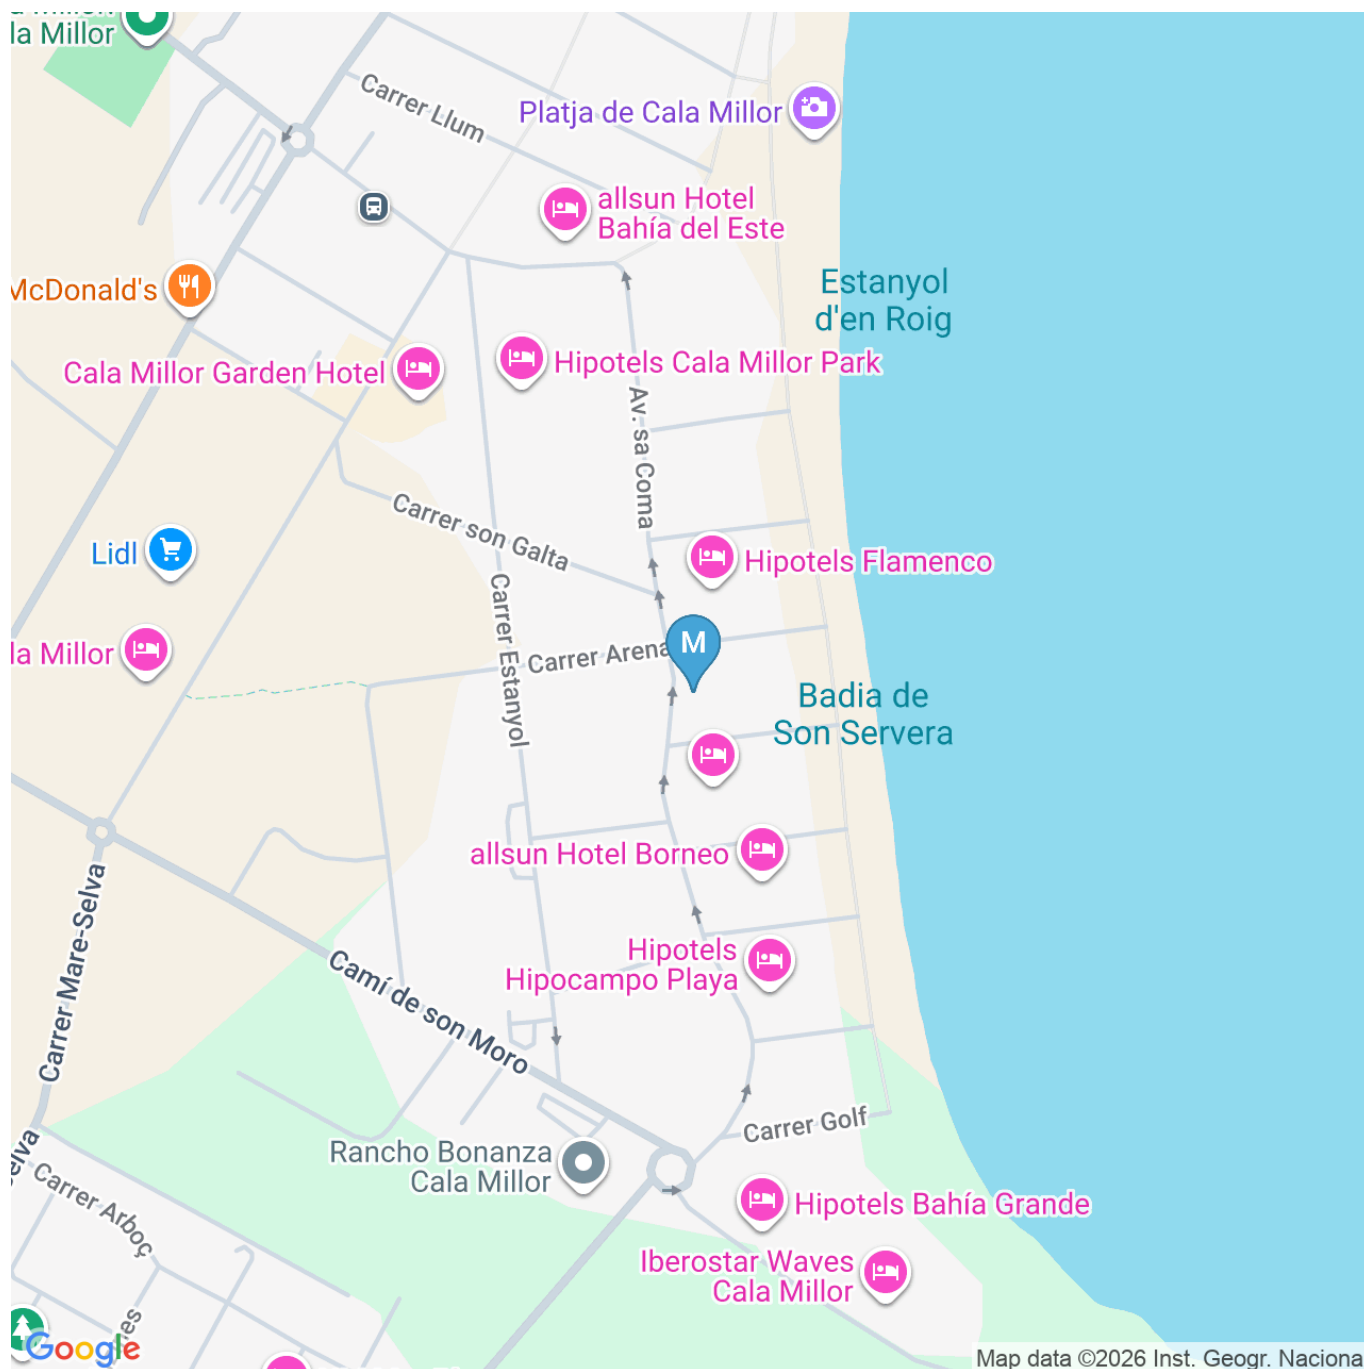 la Millor
Carrer Llum
Platja de Cala Millor
allsun Hotel
Bahía del Este
McDonald's
Estanyol
d'en Roig
Cala Millor Garden Hotel
Hipotels Cala Millor Park
Av. sa Coma
Carrer son Galta
Lidl
Hipotels Flamenco
Carrer Estanyol
la Millor
Carrer Arena
M
Badia de
Son Servera
allsun Hotel Borneo
Carrer Mare-Selva
Hipotels
Hipocampo Playa
Camí de son Moro
Carrer Golf
Rancho Bonanza
Cala Millor
elva
Carrer Arboç
Hipotels Bahía Grande
Iberostar Waves
Cala Millor
es
Google
Map data ©2026 Inst. Geogr. Naciona